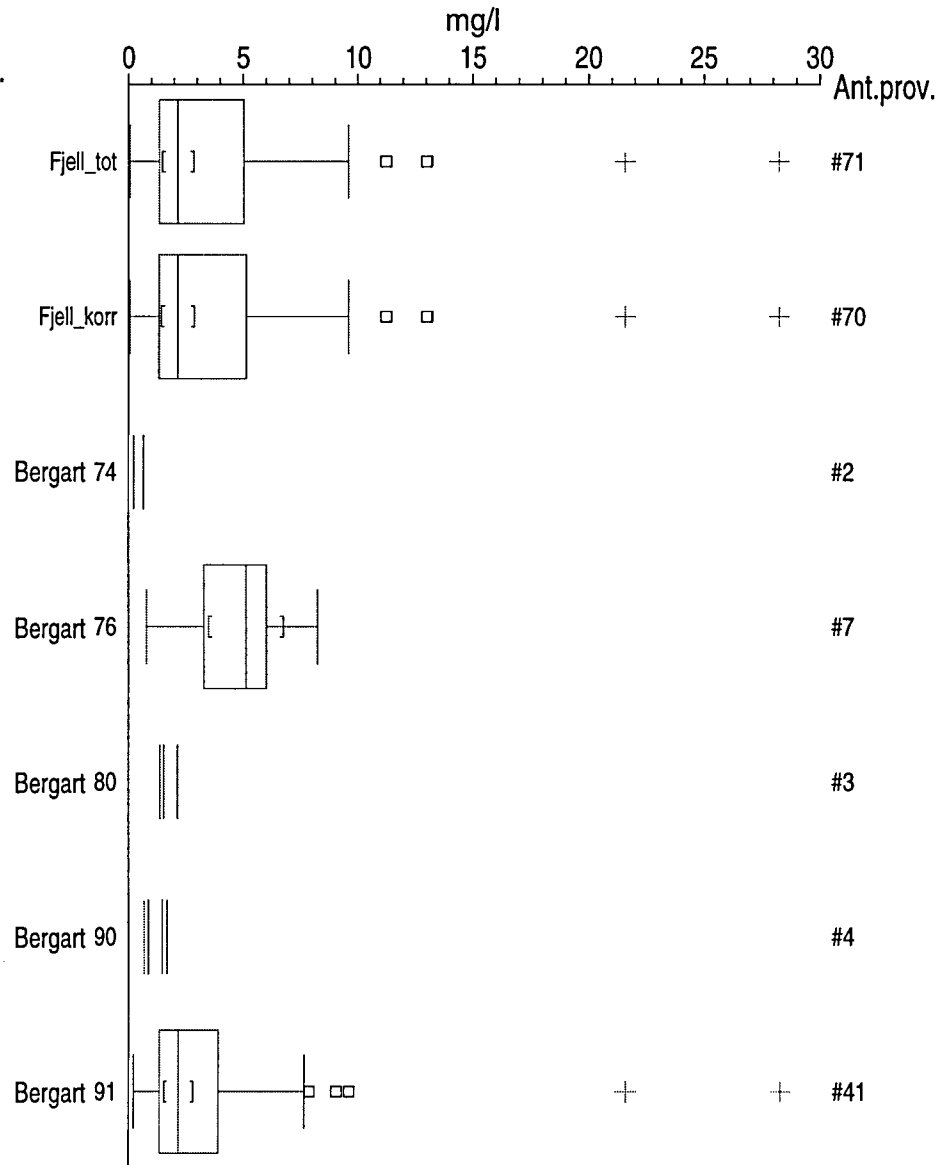 mg/l
0 5 10 15 20 25 30
Ant.prov.
Fjell_tot #71
Fjell_korr #70
Bergart 74 #2
Bergart 76 #7
Bergart 80 #3
Bergart 90 #4
Bergart 91 #41